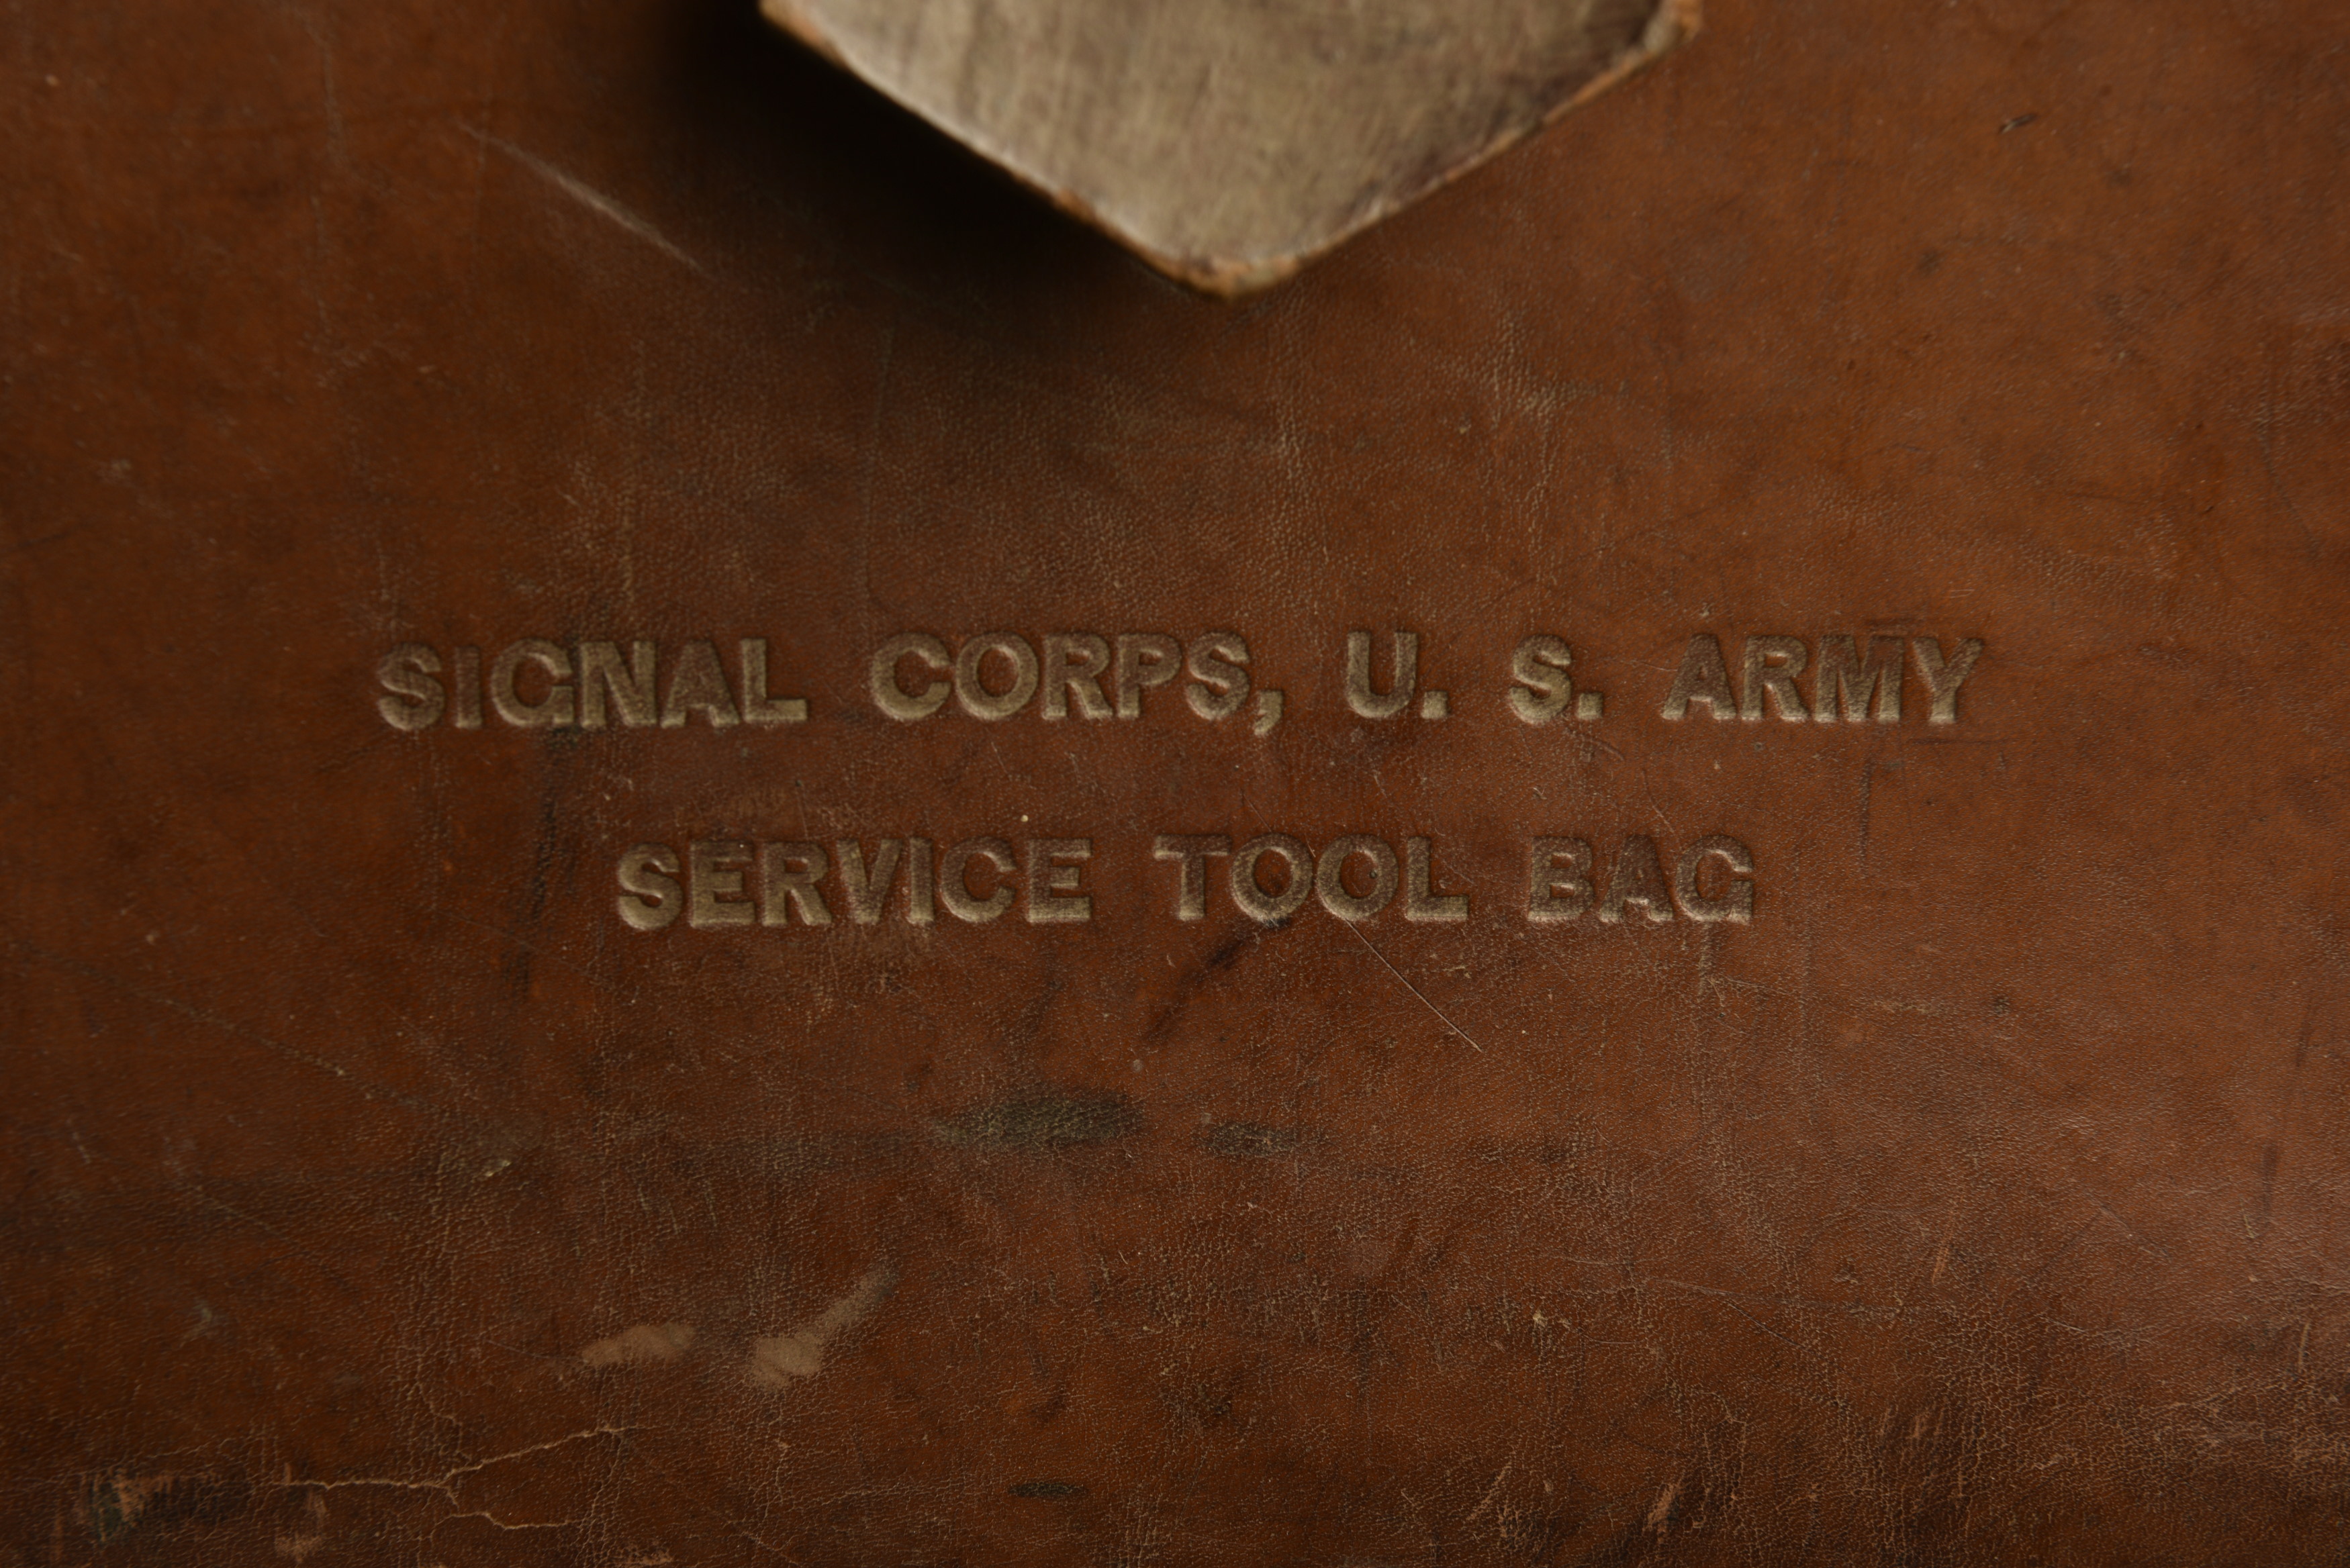 SIGNAL CORPS, U. S. ARMY
SERVICE TOOL BAG